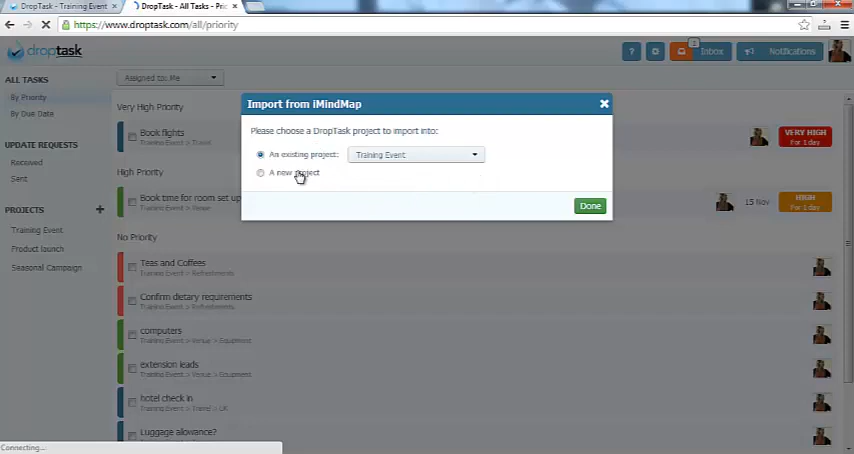 DropTask - Training Event
DropTask - All Tasks - Pri
https://www.droptask.com/all/priority
droptask
?
1
Inbox
Notifications
ALL TASKS
By Priority
By Due Date
UPDATE REQUESTS
Received
Sent
PROJECTS +
Training Event
Product launch
Seasonal Campaign
Assigned to: Me
Very High Priority
Book flights
Training Event > Travel
VERY HIGH
For 1 day
High Priority
Book time for room set up
Training Event > Venue
15 Nov
HIGH
For 1 day
No Priority
Teas and Coffees
Training Event > Refreshments
Confirm dietary requirements
Training Event > Refreshments
computers
Training Event > Venue > Equipment
extension leads
Training Event > Venue > Equipment
hotel check in
Training Event > Travel > UK
Luggage allowance?
Import from iMindMap
Please choose a DropTask project to import into:
An existing project:
Training Event
A new project
Done
Connecting...